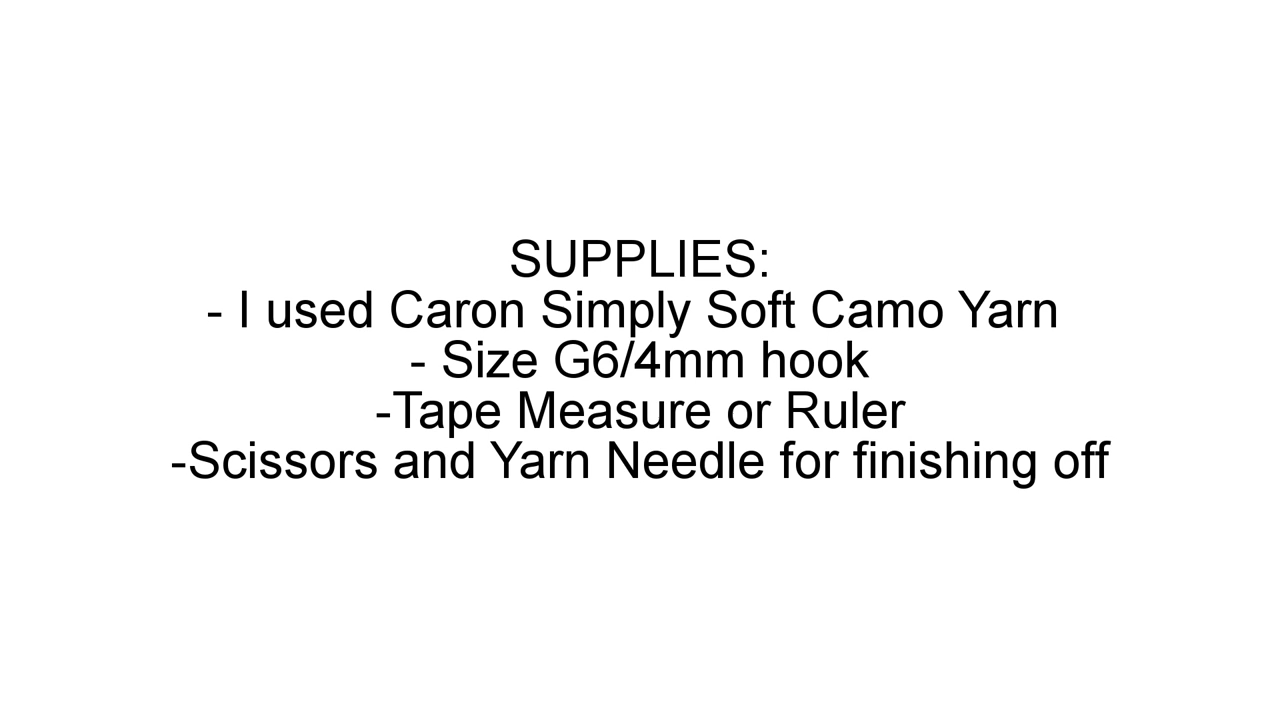 SUPPLIES:
- I used Caron Simply Soft Camo Yarn
- Size G6/4mm hook
-Tape Measure or Ruler
-Scissors and Yarn Needle for finishing off